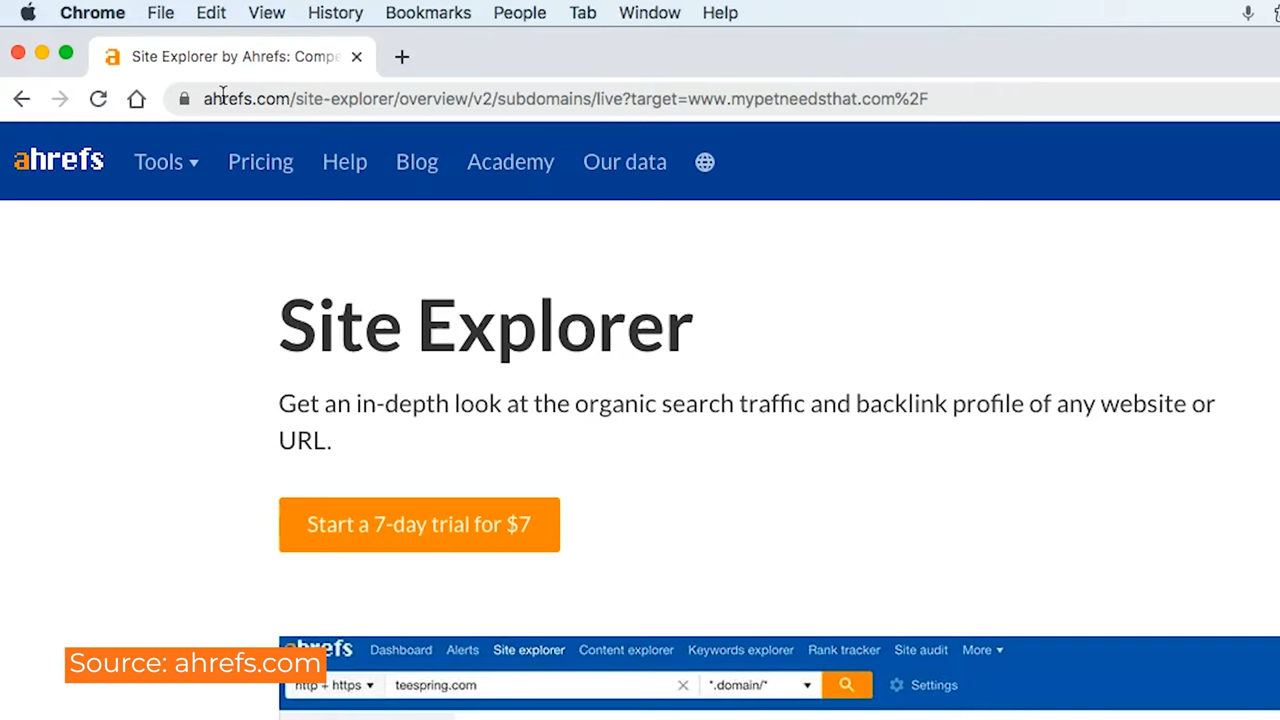 Chrome File Edit View History Bookmarks People Tab Window Help
Site Explorer by Ahrefs: Compe
ahrefs.com/site-explorer/overview/v2/subdomains/live?target=www.mypetneedsthat.com%2F
ahrefs Tools Pricing Help Blog Academy Our data
Site Explorer
Get an in-depth look at the organic search traffic and backlink profile of any website or
URL.
Start a 7-day trial for $7
ahrefs Dashboard Alerts Site explorer Content explorer Keywords explorer Rank tracker Site audit More
Source: ahrefs.com
http + https teespring.com *.domain/* Settings